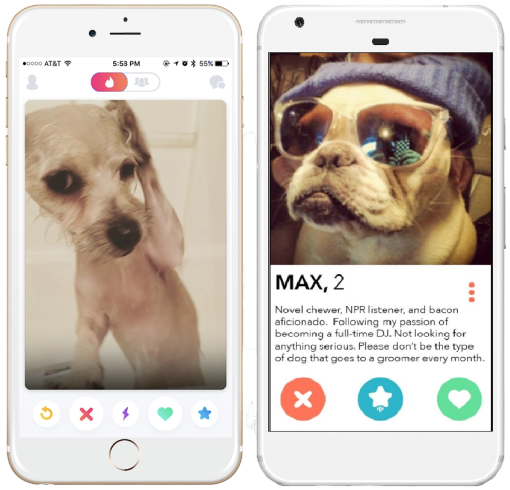 AT&T 5:53 PM 55%
MAX, 2
Novel chewer, NPR listener, and bacon
aficionado. Following my passion of
becoming a full-time DJ. Not looking for
anything serious. Please don't be the type
of dog that goes to a groomer every month.